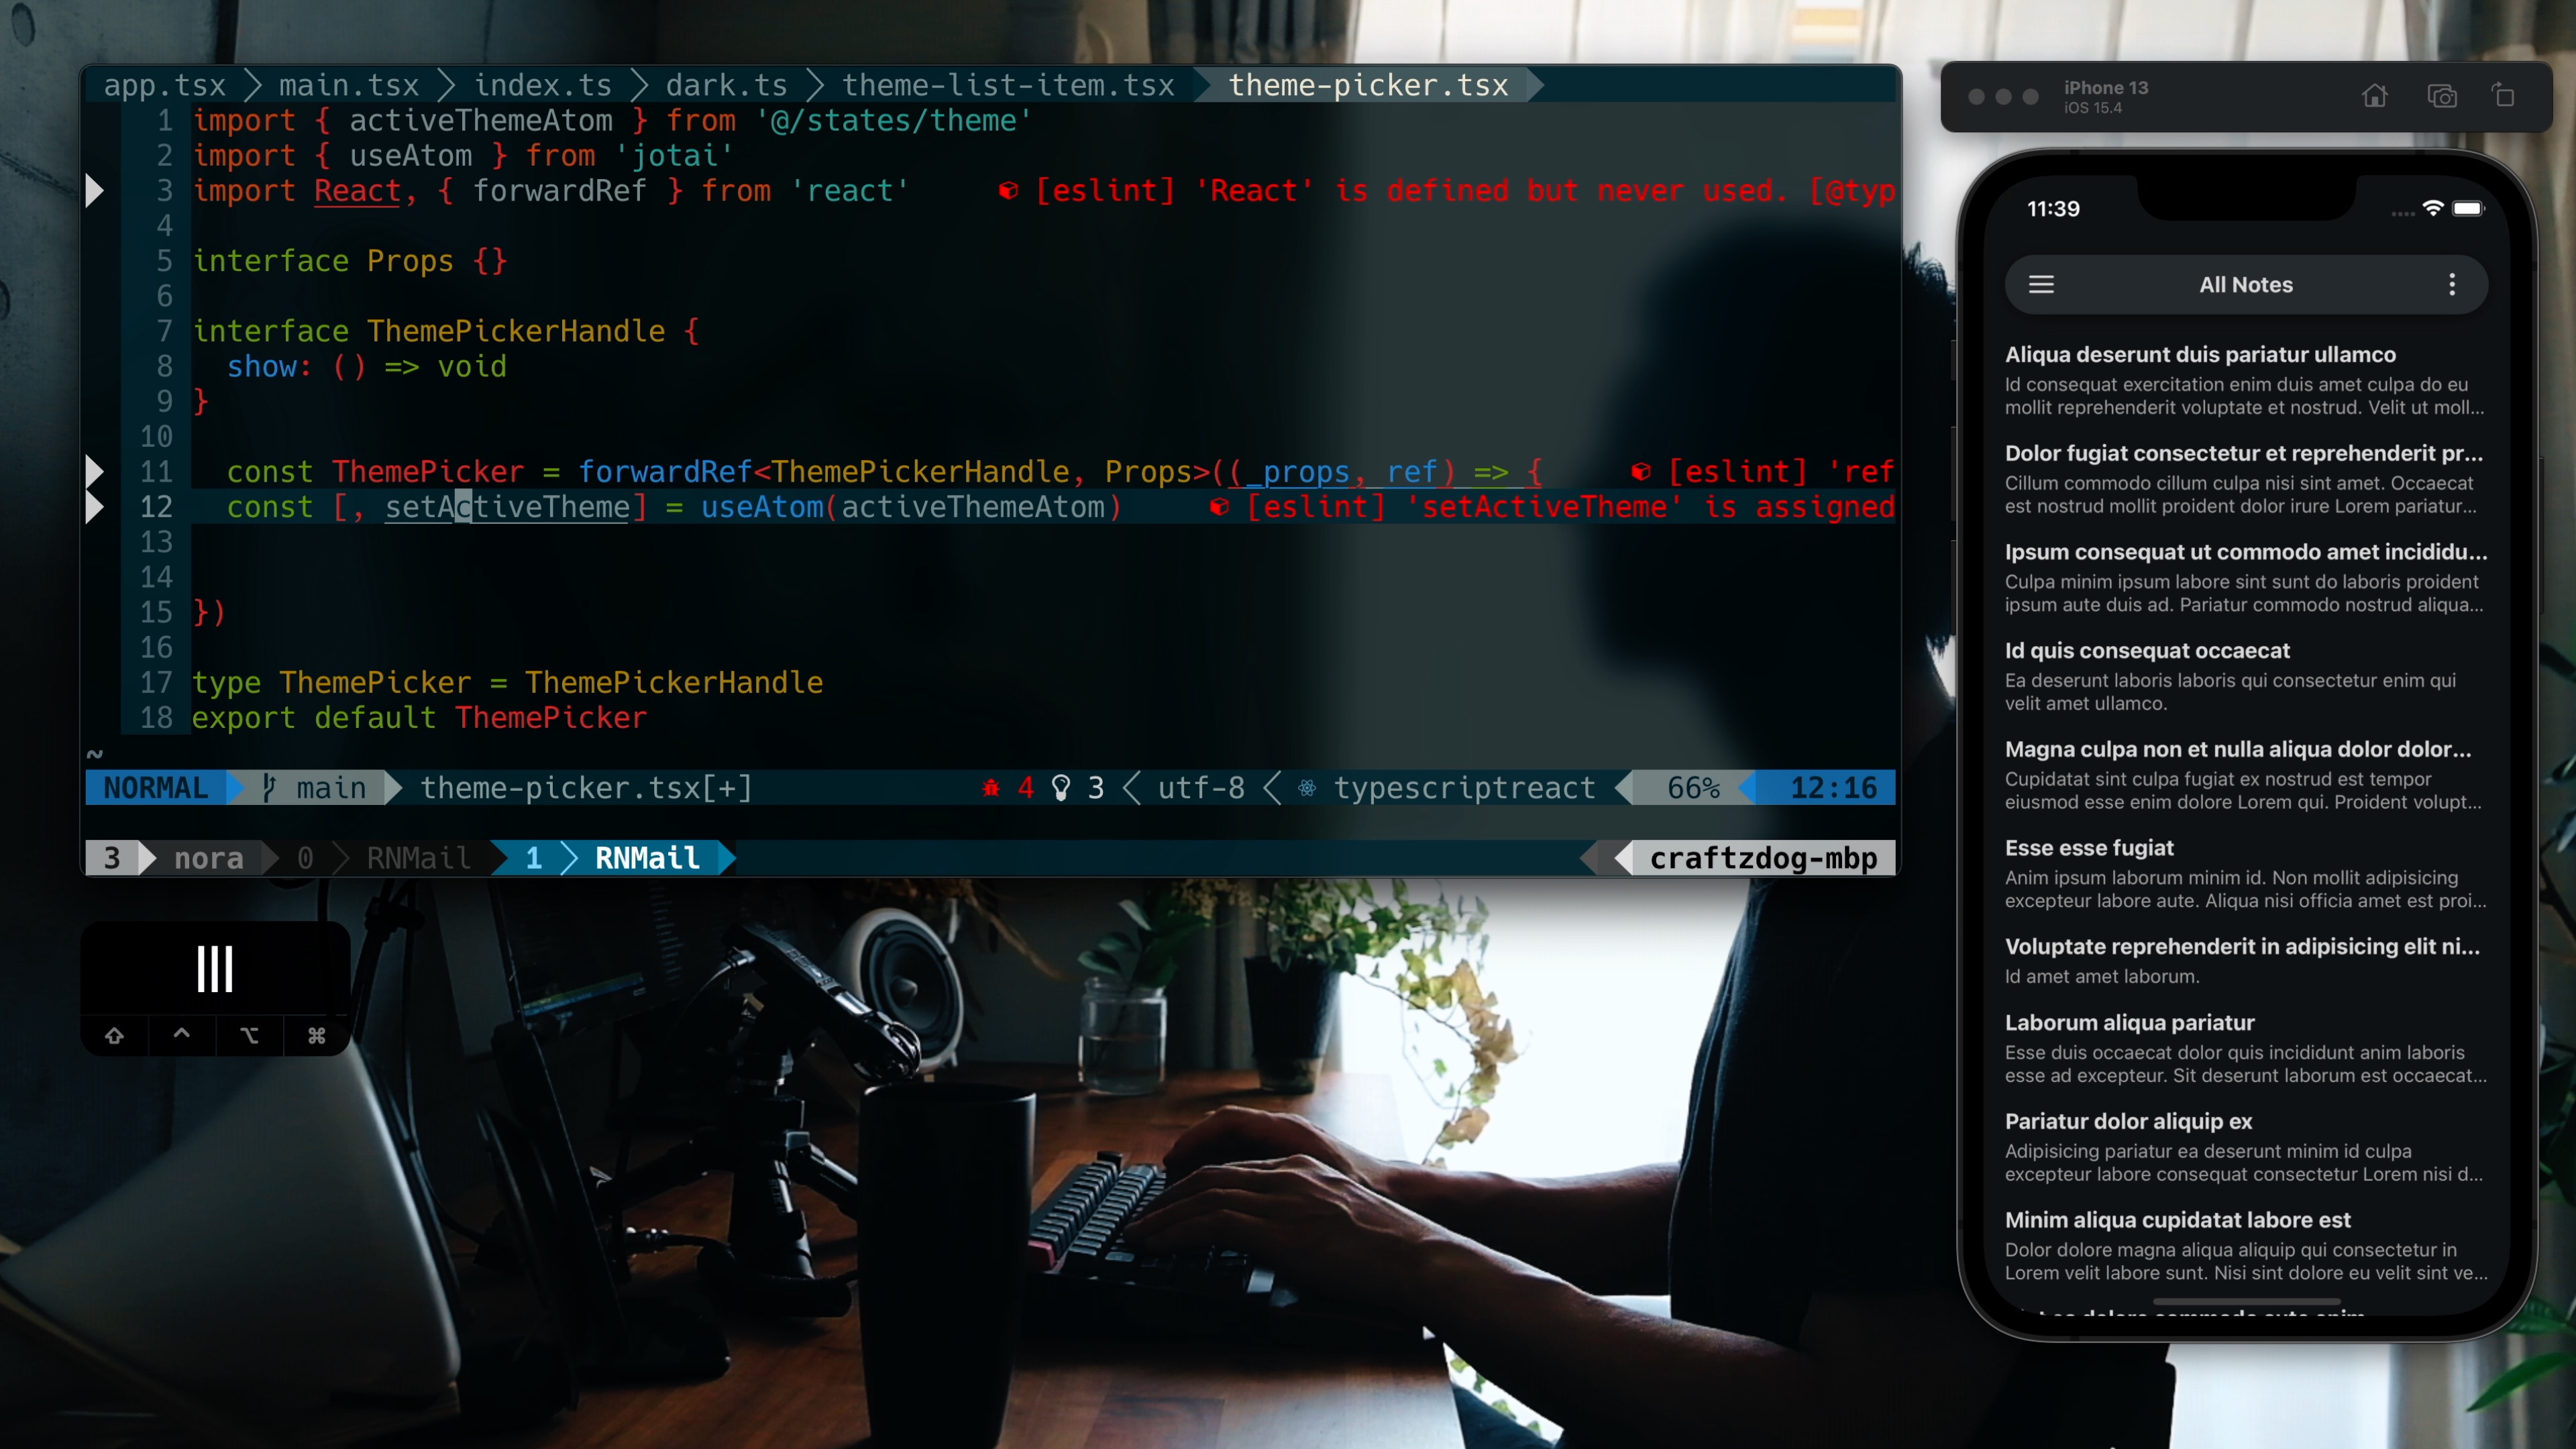 app.tsx main.tsx index.ts dark.ts theme-list-item.tsx theme-picker.tsx
1 import { activeThemeAtom } from '@/states/theme'
2 import { useAtom } from 'jotai'
3 import React, { forwardRef } from 'react' [eslint] 'React' is defined but never used. [@typ
4
5 interface Props {}
6
7 interface ThemePickerHandle {
8 show: () => void
9 }
10
11 const ThemePicker = forwardRef<ThemePickerHandle, Props>((_props, ref) => { [eslint] 'ref
12 const [, setActiveTheme] = useAtom(activeThemeAtom) [eslint] 'setActiveTheme' is assigned
13
14
15 })
16
17 type ThemePicker = ThemePickerHandle
18 export default ThemePicker
~
NORMAL main theme-picker.tsx[+] 4 3 utf-8 typescriptreact 66% 12:16
3 nora 0 RNMail 1 RNMail craftzdog-mbp
lll
⇧ ^ ⌥ ⌘
iPhone 13
iOS 15.4
11:39
All Notes
Aliqua deserunt duis pariatur ullamco
Id consequat exercitation enim duis amet culpa do eu
mollit reprehenderit voluptate et nostrud. Velit ut moll...
Dolor fugiat consectetur et reprehenderit pr...
Cillum commodo cillum culpa nisi sint amet. Occaecat
est nostrud mollit proident dolor irure Lorem pariatur...
Ipsum consequat ut commodo amet incididu...
Culpa minim ipsum labore sint sunt do laboris proident
ipsum aute duis ad. Pariatur commodo nostrud aliqua...
Id quis consequat occaecat
Ea deserunt laboris laboris qui consectetur enim qui
velit amet ullamco.
Magna culpa non et nulla aliqua dolor dolor...
Cupidatat sint culpa fugiat ex nostrud est tempor
eiusmod esse enim dolore Lorem qui. Proident volupt...
Esse esse fugiat
Anim ipsum laborum minim id. Non mollit adipisicing
excepteur labore aute. Aliqua nisi officia amet est proi...
Voluptate reprehenderit in adipisicing elit ni...
Id amet amet laborum.
Laborum aliqua pariatur
Esse duis occaecat dolor quis incididunt anim laboris
esse ad excepteur. Sit deserunt laborum est occaecat...
Pariatur dolor aliquip ex
Adipisicing pariatur ea deserunt minim id culpa
excepteur labore consequat consectetur Lorem nisi d...
Minim aliqua cupidatat labore est
Dolor dolore magna aliqua aliquip qui consectetur in
Lorem velit labore sunt. Nisi sint dolore eu velit sint ve...